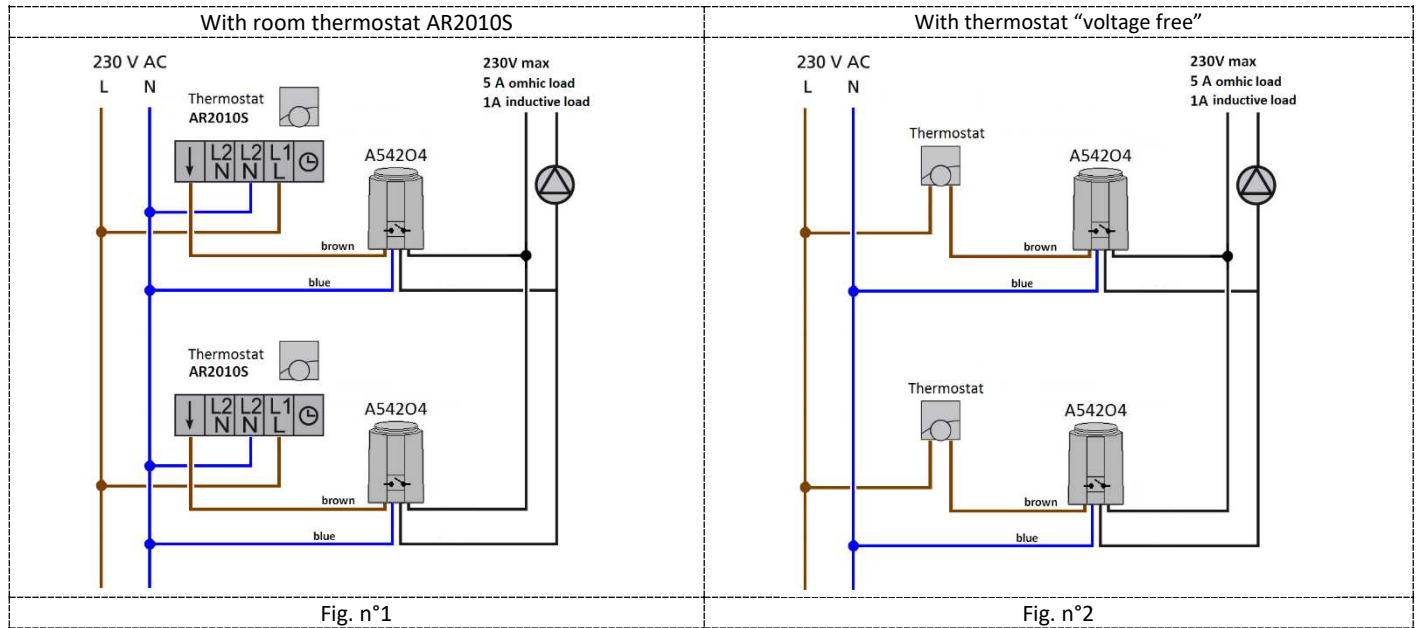 With room thermostat AR2010S
230 V AC
L N
Thermostat
AR2010S
230V max
5 A omhic load
1A inductive load
L2 L2 L1
N N L
A542O4
brown
blue
Thermostat
AR2010S
L2 L2 L1
N N L
A542O4
brown
blue
Fig. n°1
With thermostat “voltage free”
230 V AC
L N
230V max
5 A omhic load
1A inductive load
Thermostat
A542O4
brown
blue
Thermostat
A542O4
brown
blue
Fig. n°2